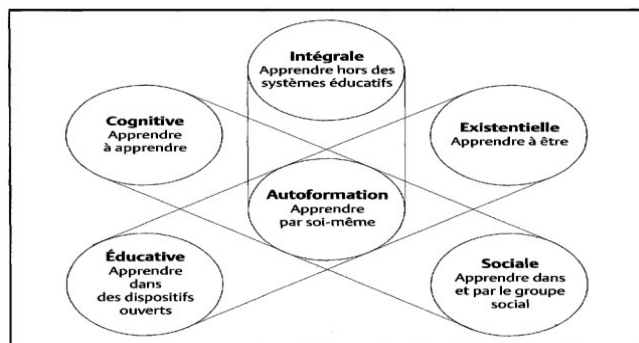 Intégrale
Apprendre hors des
systèmes éducatifs
Cognitive
Apprendre
à apprendre
Existentielle
Apprendre à être
Autoformation
Apprendre
par soi-même
Éducative
Apprendre
dans
des dispositifs
ouverts
Sociale
Apprendre dans
et par le groupe
social